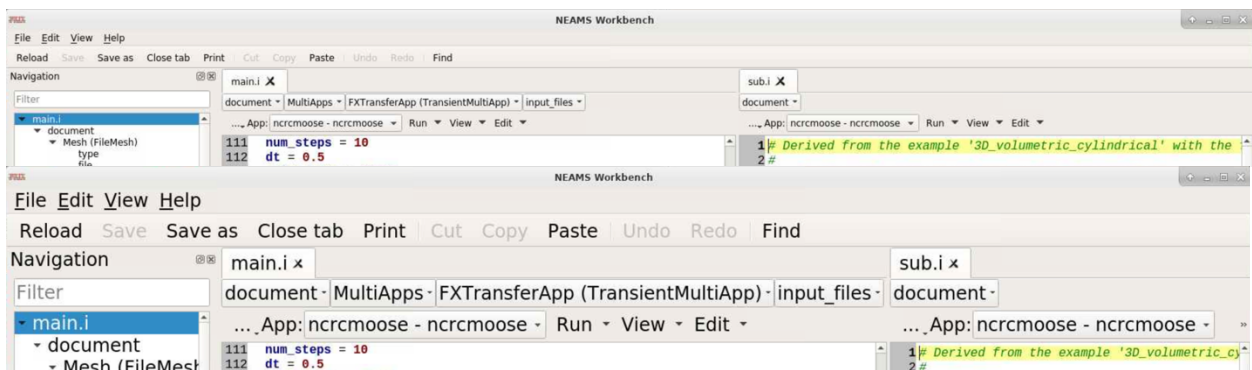 NEAMS Workbench
File Edit View Help
Reload Save Save as Close tab Print Cut Copy Paste Undo Redo Find
Navigation main.i sub.i
Filter document MultiApps FXTransferApp (TransientMultiApp) input_files document
main.i ..., App: ncrcmoose - ncrcmoose Run View Edit ..., App: ncrcmoose - ncrcmoose Run View Edit
document
Mesh (FileMesh) 111 num_steps = 10 1 # Derived from the example '3D_volumetric_cylindrical' with the
type 112 dt = 0.5 2 #
file
NEAMS Workbench
File Edit View Help
Reload Save Save as Close tab Print Cut Copy Paste Undo Redo Find
Navigation main.i sub.i
Filter document MultiApps FXTransferApp (TransientMultiApp) input_files document
main.i ... App: ncrcmoose - ncrcmoose Run View Edit ... App: ncrcmoose - ncrcmoose »
document 111 num_steps = 10 1 # Derived from the example '3D_volumetric_cy
Mesh (FileMesh 112 dt = 0.5 2 #